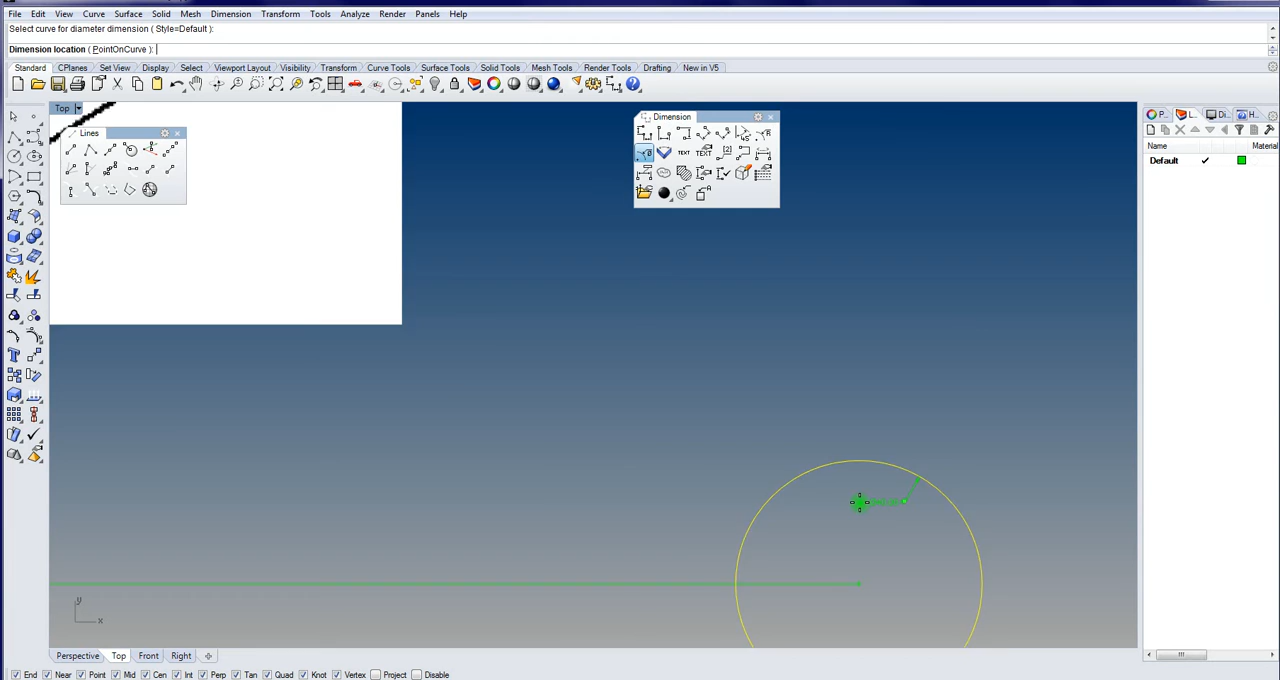 File Edit View Curve Surface Solid Mesh Dimension Transform Tools Analyze Render Panels Help
Select curve for diameter dimension ( Style=Default ):
Dimension location ( PointOnCurve ):
Standard CPlanes Set View Display Select Viewport Layout Visibility Transform Curve Tools Surface Tools Solid Tools Mesh Tools Render Tools Drafting New in V5
Top
Lines
Dimension
TEXT TEXT
P... L... Di... H...
Name Material
Default
y
x
Perspective Top Front Right
End Near Point Mid Cen Int Perp Tan Quad Knot Vertex Project Disable